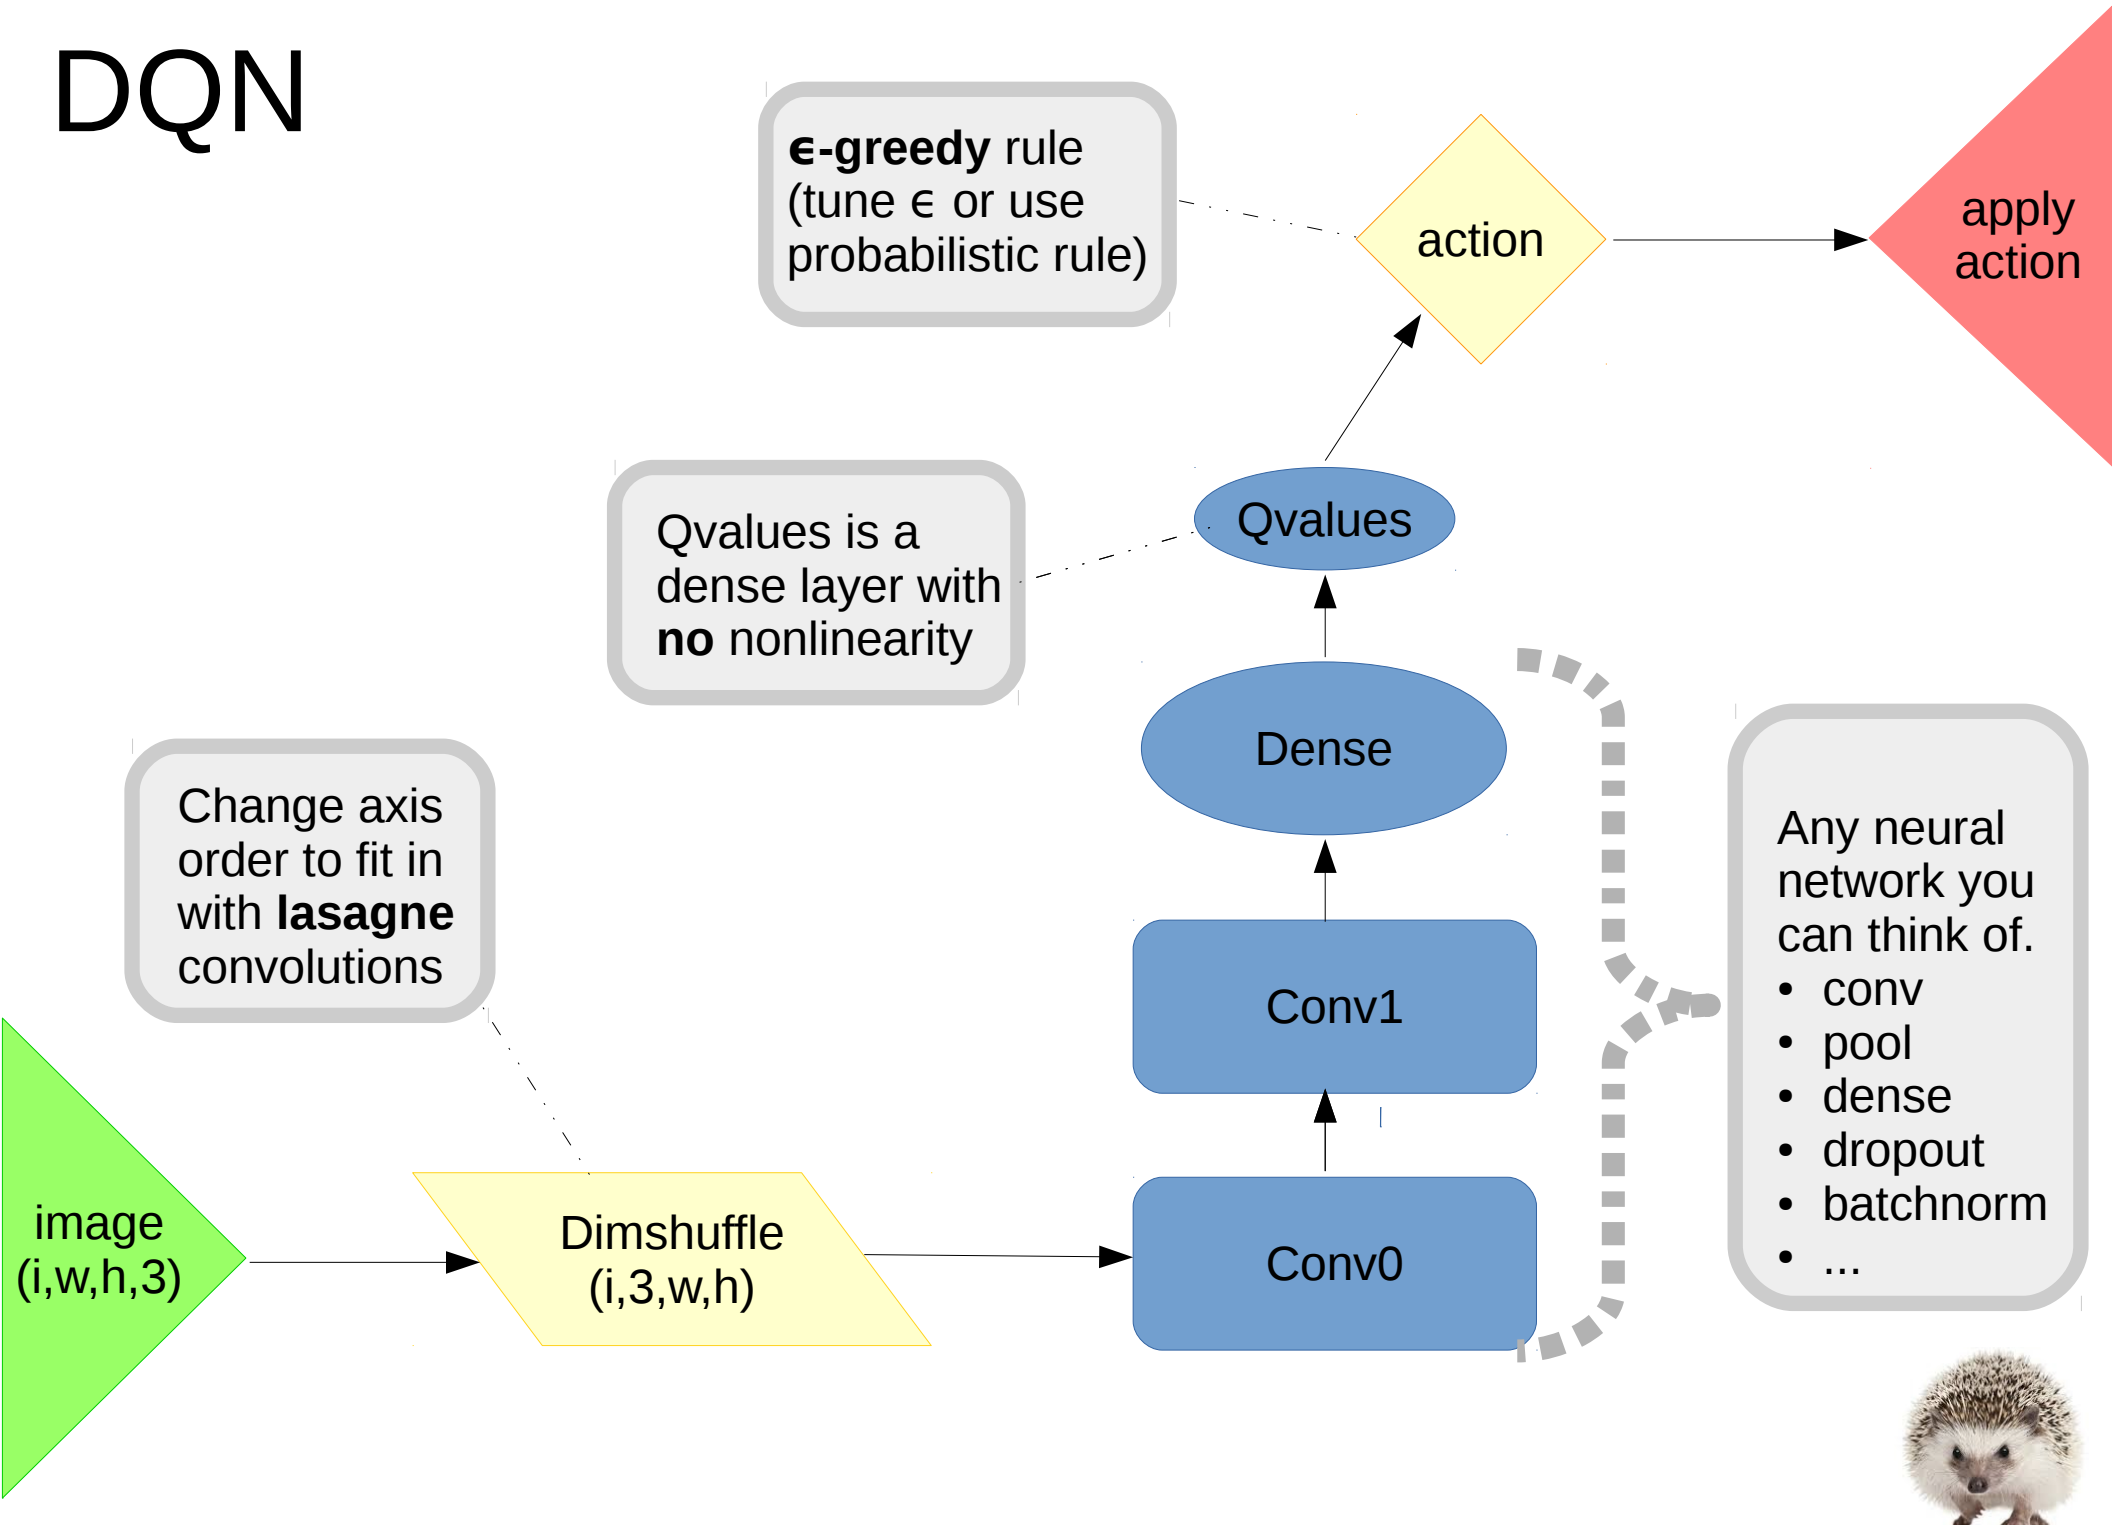 DQN
ϵ-greedy rule
(tune ϵ or use
probabilistic rule)
action
apply
action
Qvalues is a
dense layer with
no nonlinearity
Qvalues
Dense
Change axis
order to fit in
with lasagne
convolutions
Conv1
Any neural
network you
can think of.
• conv
• pool
• dense
• dropout
• batchnorm
• ...
image
(i,w,h,3)
Dimshuffle
(i,3,w,h)
Conv0